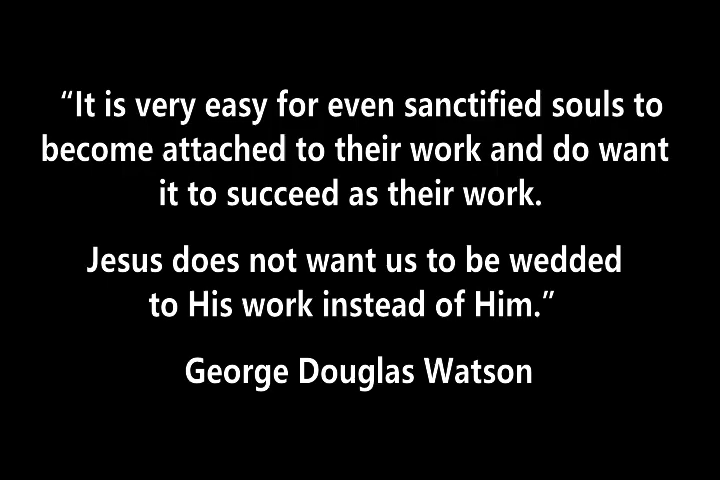 “It is very easy for even sanctified souls to
become attached to their work and do want
it to succeed as their work.
Jesus does not want us to be wedded
to His work instead of Him.”
George Douglas Watson